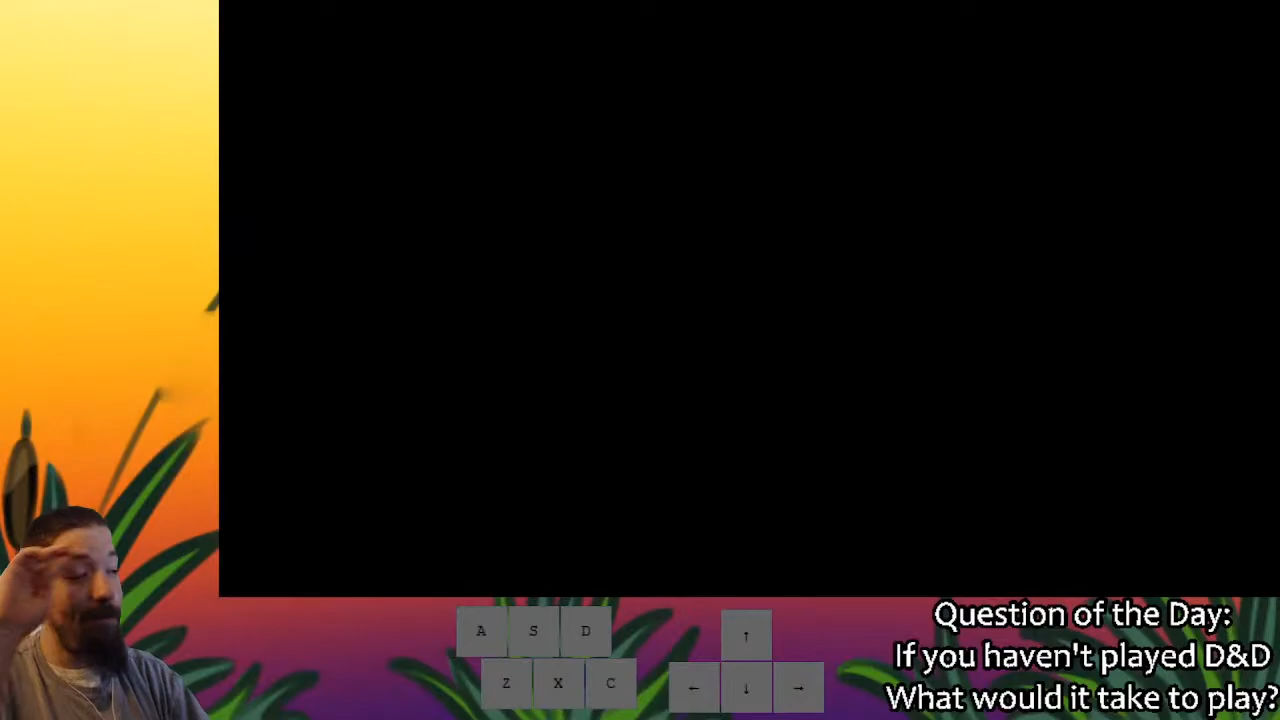 A S D
↑
Z X C
← ↓ →
Question of the Day:
If you haven't played D&D
What would it take to play?